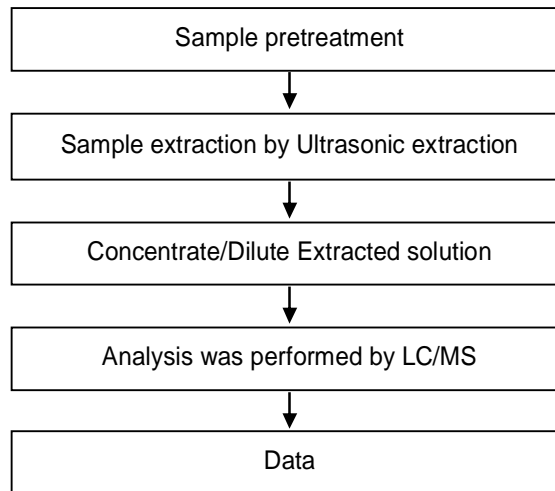 Sample pretreatment
Sample extraction by Ultrasonic extraction
Concentrate/Dilute Extracted solution
Analysis was performed by LC/MS
Data